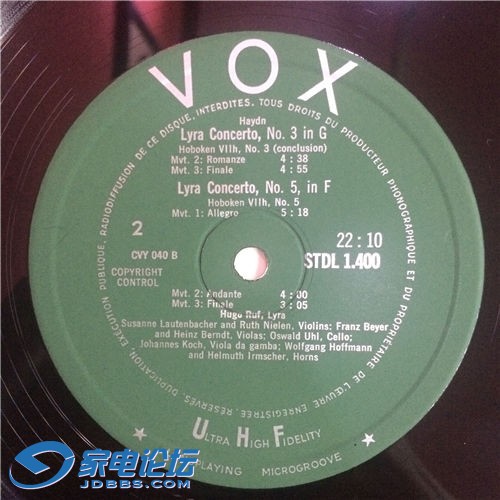 VOX
RADIODIFFUSION DE CE DISQUE, INTERDITES. TOUS DROITS DU PRODUCTEUR PHONOGRAPHIQUE ET DU PROPRIÉTAIRE DE L'ŒUVRE ENREGISTRÉE, RÉSERVÉS. DUPLICATION, EXÉCUTION PUBLIQUE,
Haydn
Lyra Concerto, No. 3 in G
Hoboken VIIh, No. 3 (conclusion)
Mvt. 2: Romanze 4 : 38
Mvt. 3: Finale 4 : 55
Lyra Concerto, No. 5, in F
Hoboken VIIh, No. 5
Mvt. 1: Allegro 5 : 18
2
22 : 10
CVY 040 B
STDL 1.400
COPYRIGHT
CONTROL
Mvt. 2: Andante 4 : 00
Mvt. 3: Finale 3 : 05
Hugo Ruf, Lyra
Susanne Lautenbacher and Ruth Nielen, Violins: Franz Beyer
and Heinz Berndt, Violas; Oswald Uhl, Cello;
Johannes Koch, Viola da gamba; Wolfgang Hoffmann
and Helmuth Irmscher, Horns
ULTRA HIGH FIDELITY
PLAYING MICROGROOVE
家电论坛
JDBBS.COM